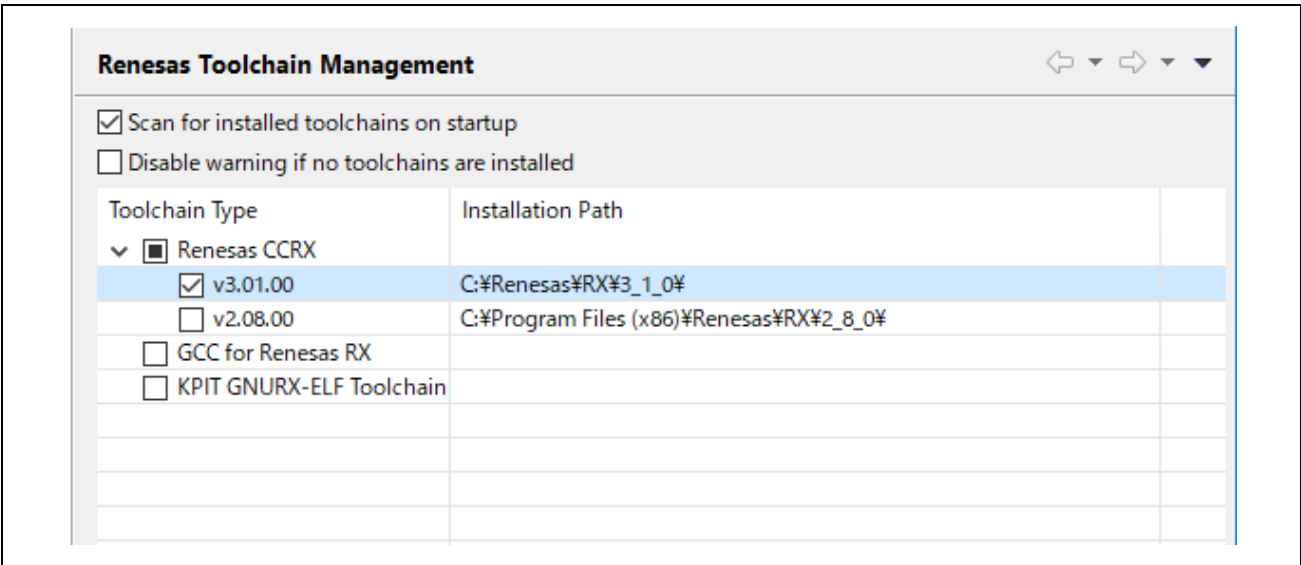 Renesas Toolchain Management
Scan for installed toolchains on startup
Disable warning if no toolchains are installed
Toolchain Type Installation Path
Renesas CCRX
v3.01.00 C:¥Renesas¥RX¥3_1_0¥
v2.08.00 C:¥Program Files (x86)¥Renesas¥RX¥2_8_0¥
GCC for Renesas RX
KPIT GNURX-ELF Toolchain